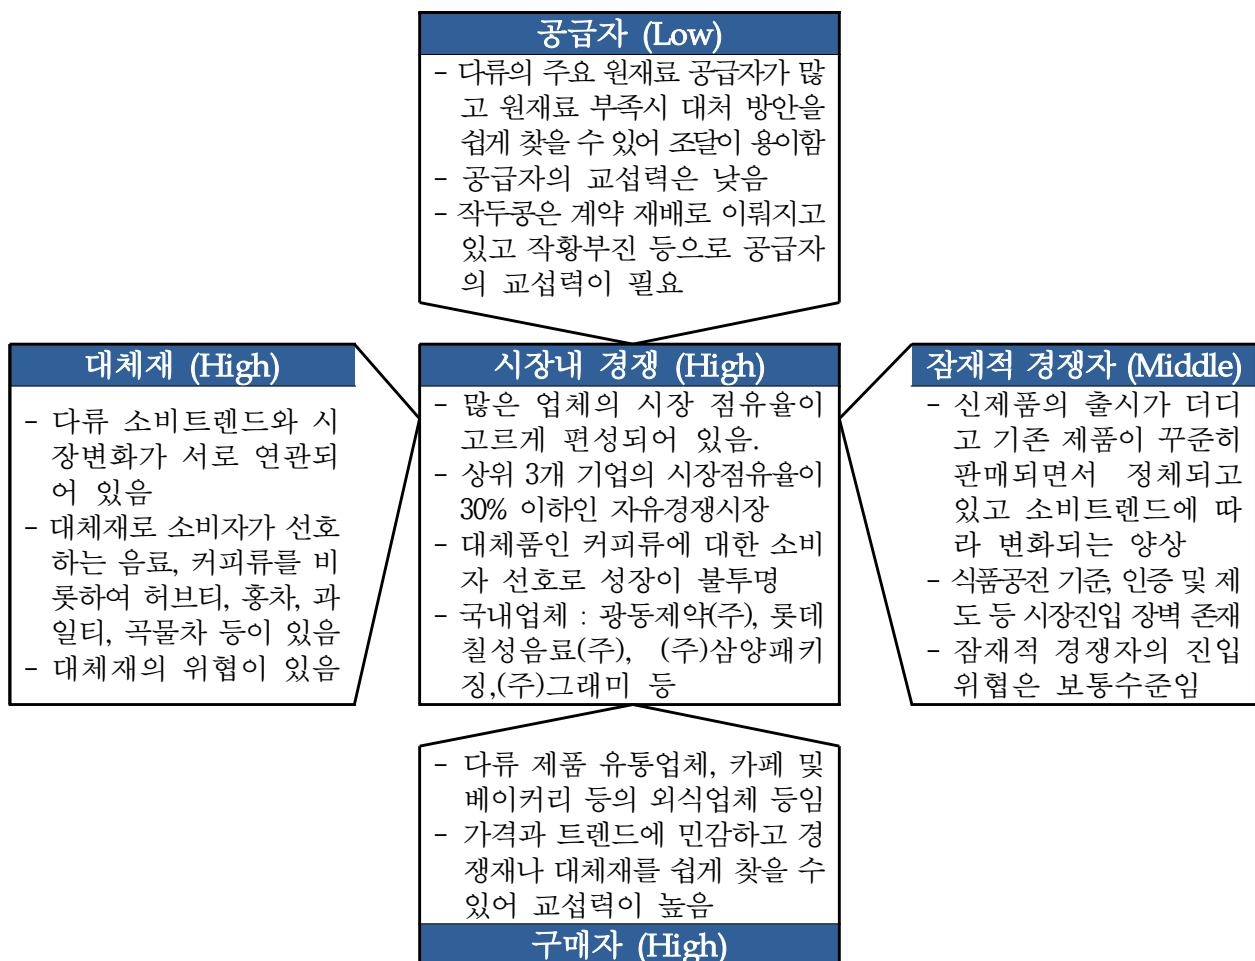 공급자 (Low)
- 다류의 주요 원재료 공급자가 많
고 원재료 부족시 대처 방안을
쉽게 찾을 수 있어 조달이 용이함
- 공급자의 교섭력은 낮음
- 작두콩은 계약 재배로 이뤄지고
있고 작황부진 등으로 공급자
의 교섭력이 필요
대체재 (High)
- 다류 소비트렌드와 시
장변화가 서로 연관되
어 있음
- 대체재로 소비자가 선호
하는 음료, 커피류를 비
롯하여 허브티, 홍차, 과
일티, 곡물차 등이 있음
- 대체재의 위협이 있음
시장내 경쟁 (High)
- 많은 업체의 시장 점유율이
고르게 편성되어 있음.
- 상위 3개 기업의 시장점유율이
30% 이하인 자유경쟁시장
- 대체품인 커피류에 대한 소비
자 선호로 성장이 불투명
- 국내업체 : 광동제약(주), 롯데
칠성음료(주), (주)삼양패키
징,(주)그래미 등
잠재적 경쟁자 (Middle)
- 신제품의 출시가 더디
고 기존 제품이 꾸준히
판매되면서 정체되고
있고 소비트렌드에 따
라 변화되는 양상
- 식품공전 기준, 인증 및 제
도 등 시장진입 장벽 존재
- 잠재적 경쟁자의 진입
위협은 보통수준임
- 다류 제품 유통업체, 카페 및
베이커리 등의 외식업체 등임
- 가격과 트렌드에 민감하고 경
쟁재나 대체재를 쉽게 찾을 수
있어 교섭력이 높음
구매자 (High)